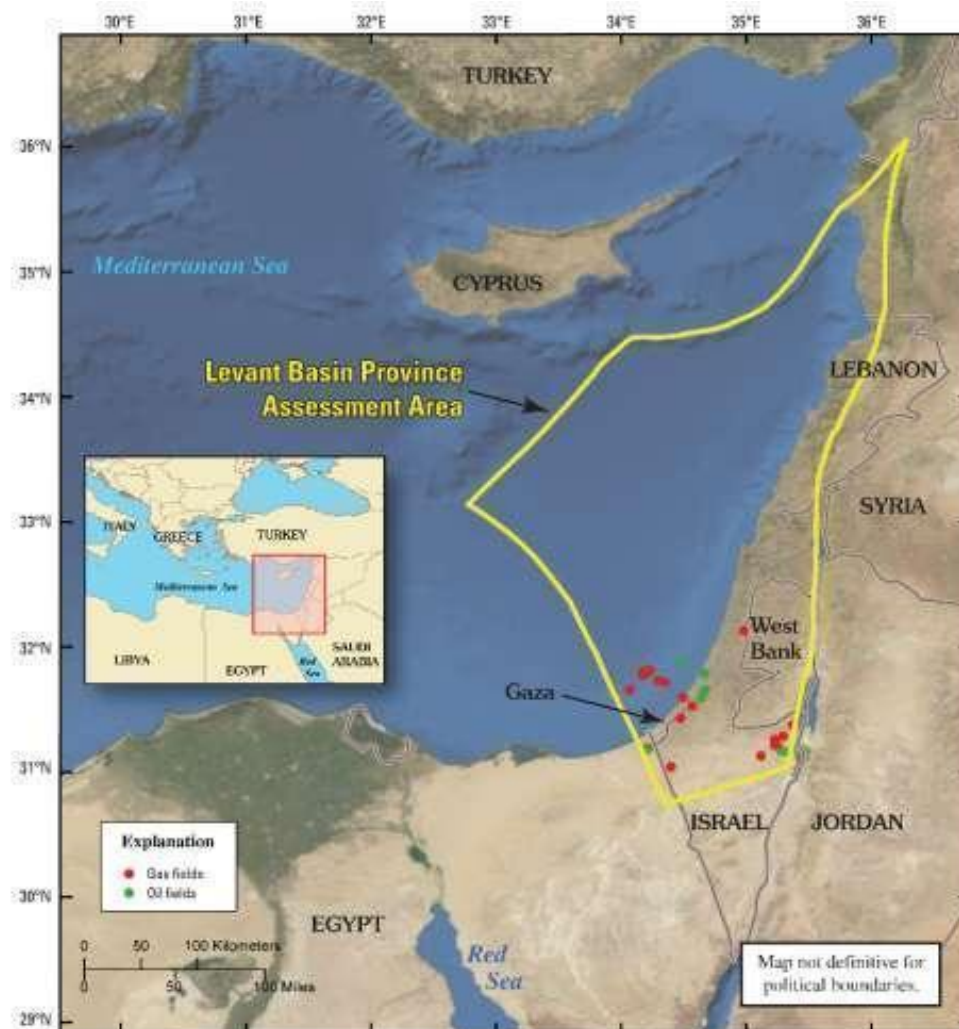 30°E 31°E 32°E 33°E 34°E 35°E 36°E
TURKEY
36°N
35°N
Mediterranean Sea
CYPRUS
Levant Basin Province
Assessment Area
34°N
LEBANON
33°N
SYRIA
ITALY
GREECE
TURKEY
Mediterranean Sea
LIBYA
EGYPT
Red
Sea
SAUDI
ARABIA
32°N
West
Bank
Gaza
31°N
ISRAEL
JORDAN
Explanation
Gas fields
Oil fields
30°N
EGYPT
0 50 100 Kilometers
0 50 100 Miles
Red
Sea
Map not definitive for
political boundaries.
29°N